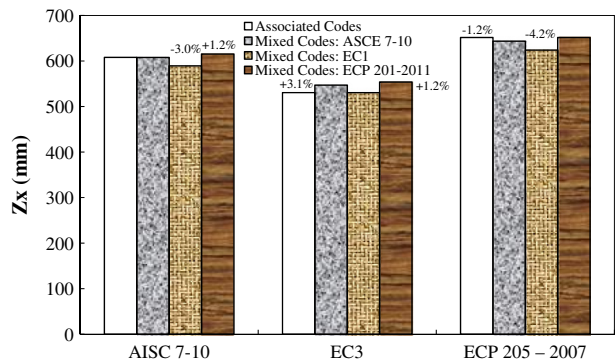 700
600
500
400
300
200
100
0
Zx (mm)
Associated Codes
Mixed Codes: ASCE 7-10
Mixed Codes: EC1
Mixed Codes: ECP 201-2011
-3.0%
+1.2%
+3.1%
+1.2%
-1.2%
-4.2%
AISC 7-10
EC3
ECP 205 – 2007